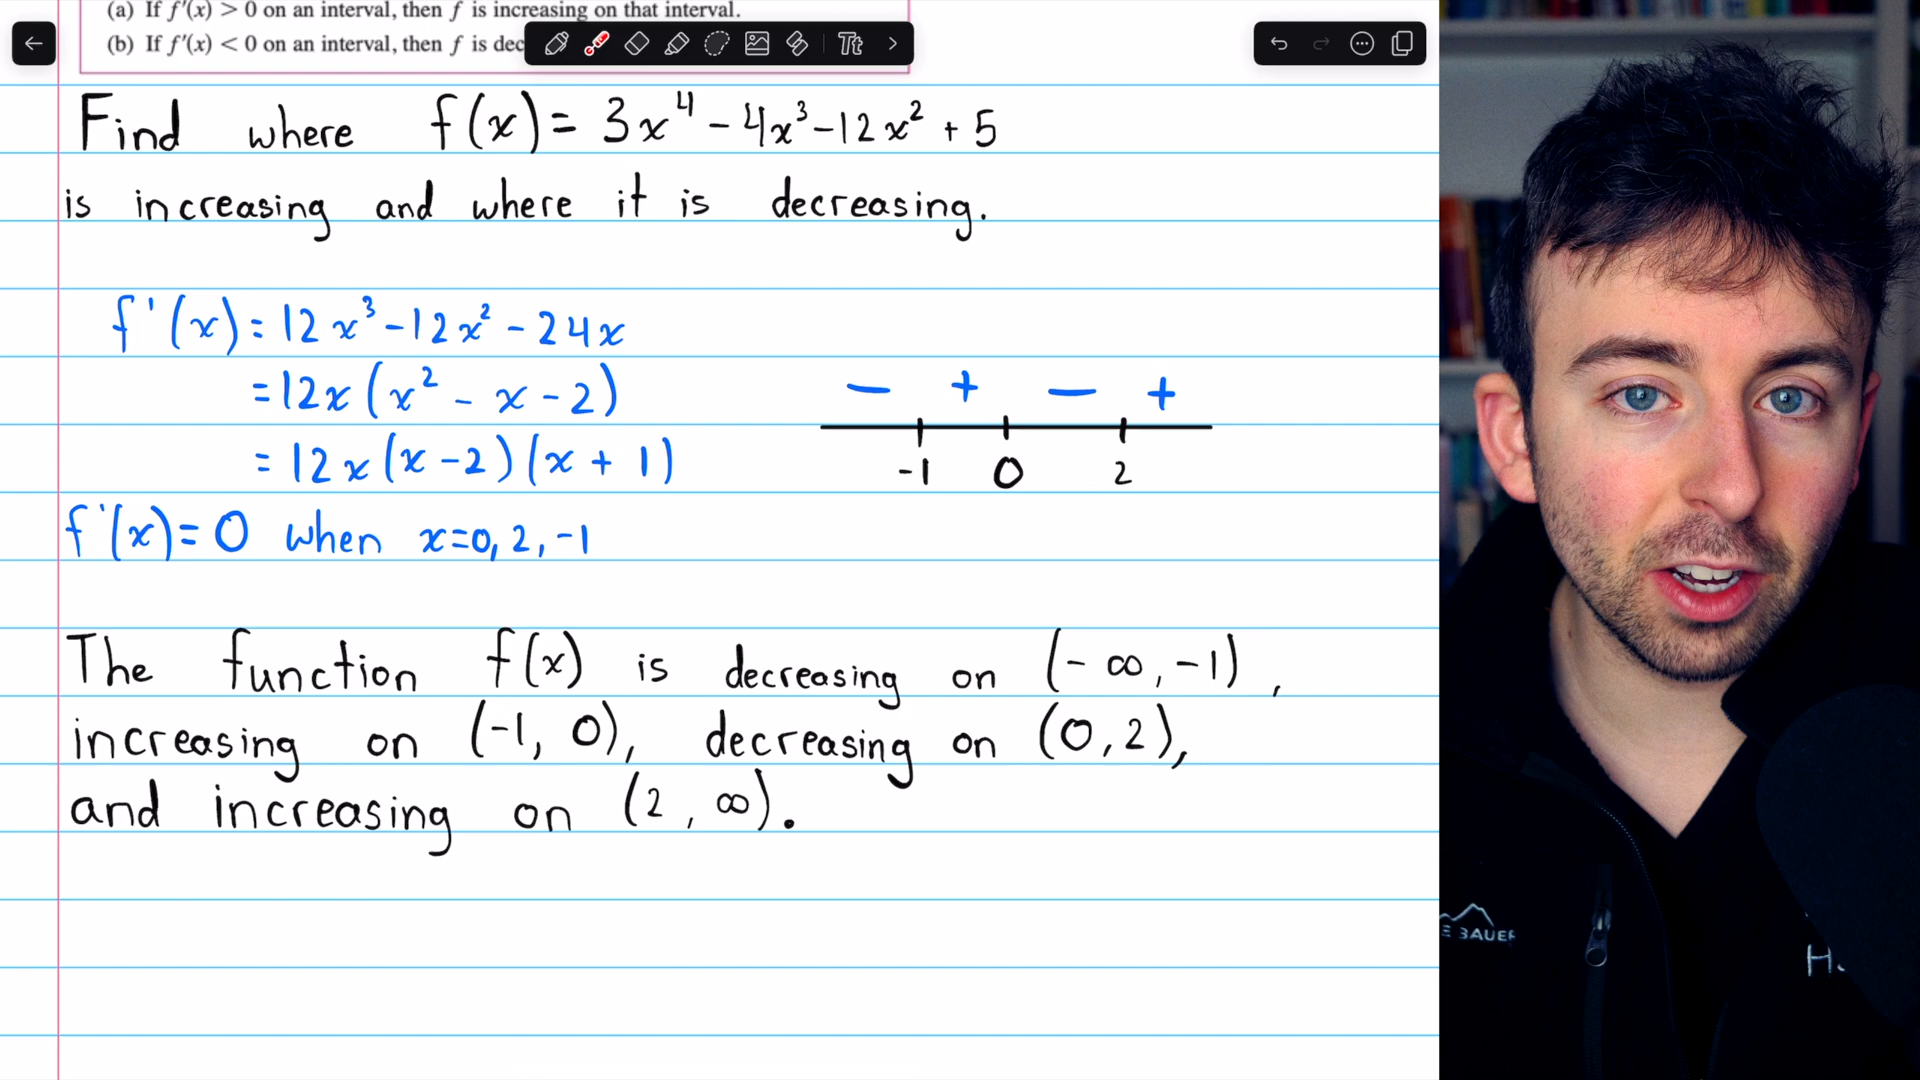 (a) If f′(x) > 0 on an interval, then f is increasing on that interval.
(b) If f′(x) < 0 on an interval, then f is dec
Tt
Find where f(x) = 3x⁴ - 4x³ - 12x² + 5
is increasing and where it is decreasing.
f'(x) = 12x³ - 12x² - 24x
= 12x(x² - x - 2)
= 12x(x - 2)(x + 1)
− + − +
-1 0 2
f'(x) = 0 when x=0, 2, -1
The function f(x) is decreasing on (-∞, -1),
increasing on (-1, 0), decreasing on (0, 2),
and increasing on (2, ∞).
BAUER